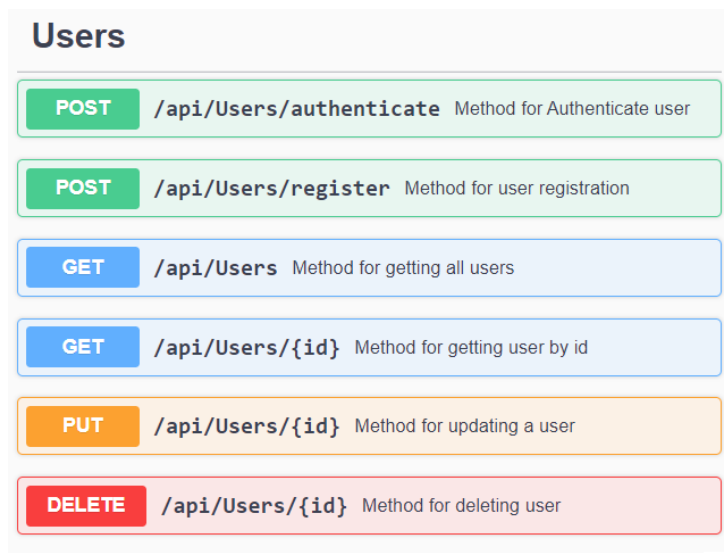 Users
POST /api/Users/authenticate Method for Authenticate user
POST /api/Users/register Method for user registration
GET /api/Users Method for getting all users
GET /api/Users/{id} Method for getting user by id
PUT /api/Users/{id} Method for updating a user
DELETE /api/Users/{id} Method for deleting user